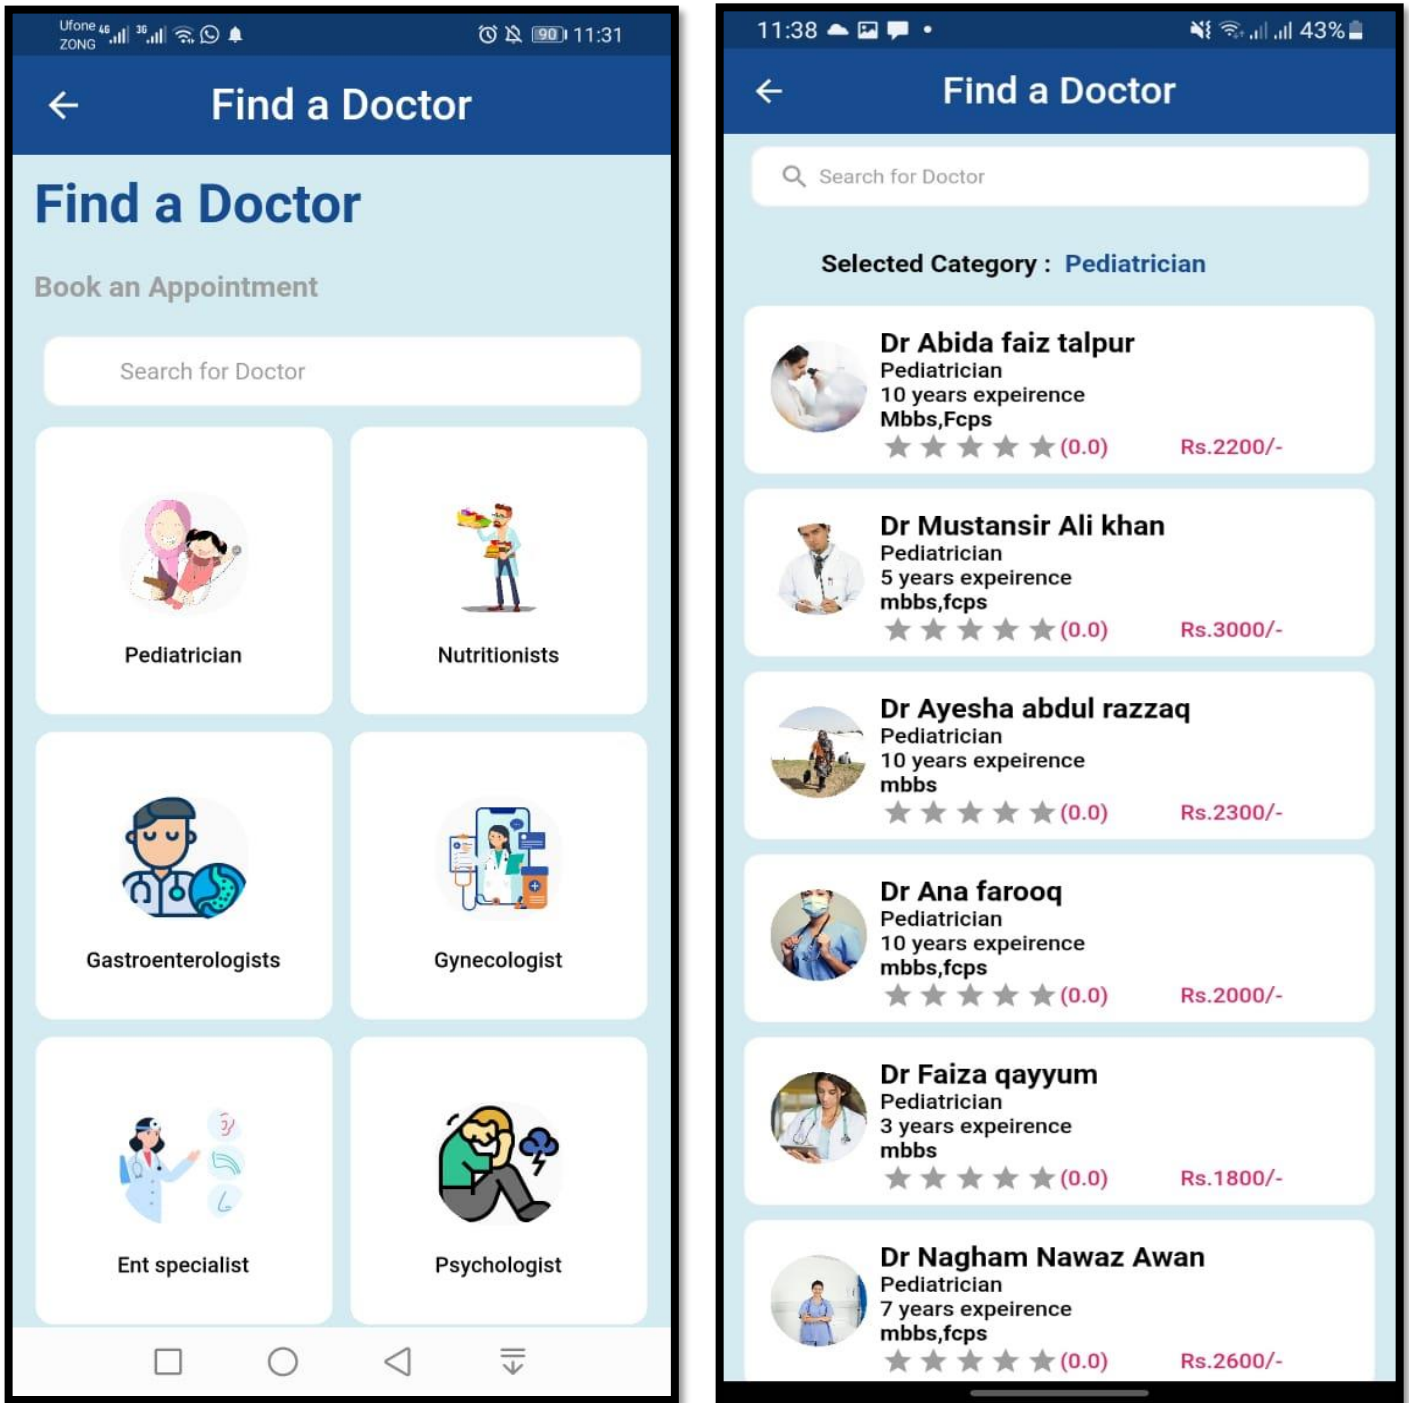 Ufone 4G 3G
ZONG
90 11:31
Find a Doctor
Find a Doctor
Book an Appointment
Search for Doctor
Pediatrician
Nutritionists
Gastroenterologists
Gynecologist
Ent specialist
Psychologist
11:38
43%
Find a Doctor
Search for Doctor
Selected Category : Pediatrician
Dr Abida faiz talpur
Pediatrician
10 years expeirence
Mbbs,Fcps
(0.0) Rs.2200/-
Dr Mustansir Ali khan
Pediatrician
5 years expeirence
mbbs,fcps
(0.0) Rs.3000/-
Dr Ayesha abdul razzaq
Pediatrician
10 years expeirence
mbbs
(0.0) Rs.2300/-
Dr Ana farooq
Pediatrician
10 years expeirence
mbbs,fcps
(0.0) Rs.2000/-
Dr Faiza qayyum
Pediatrician
3 years expeirence
mbbs
(0.0) Rs.1800/-
Dr Nagham Nawaz Awan
Pediatrician
7 years expeirence
mbbs,fcps
(0.0) Rs.2600/-